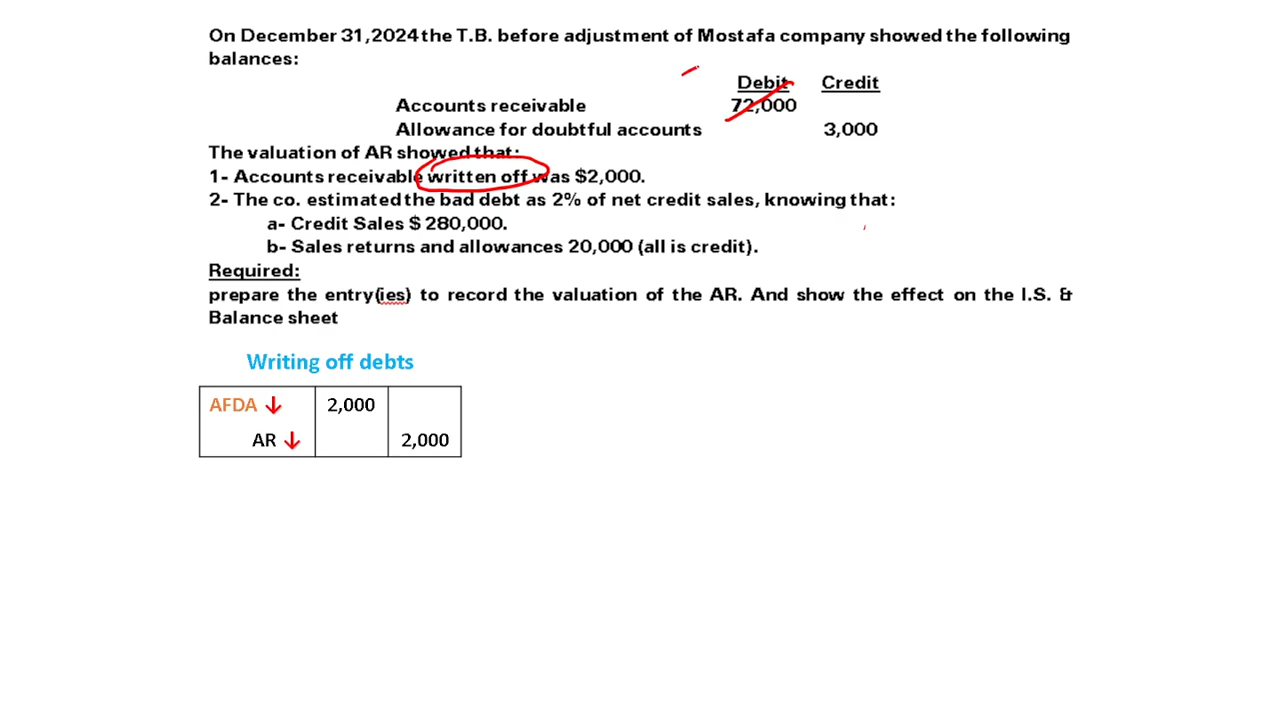 On December 31,2024 the T.B. before adjustment of Mostafa company showed the following
balances:
Debit Credit
Accounts receivable 72,000
Allowance for doubtful accounts 3,000
The valuation of AR showed that:
1- Accounts receivable written off was $2,000.
2- The co. estimated the bad debt as 2% of net credit sales, knowing that:
a- Credit Sales $ 280,000.
b- Sales returns and allowances 20,000 (all is credit).
Required:
prepare the entry(ies) to record the valuation of the AR. And show the effect on the I.S. &
Balance sheet
Writing off debts
AFDA ↓ 2,000
AR ↓ 2,000